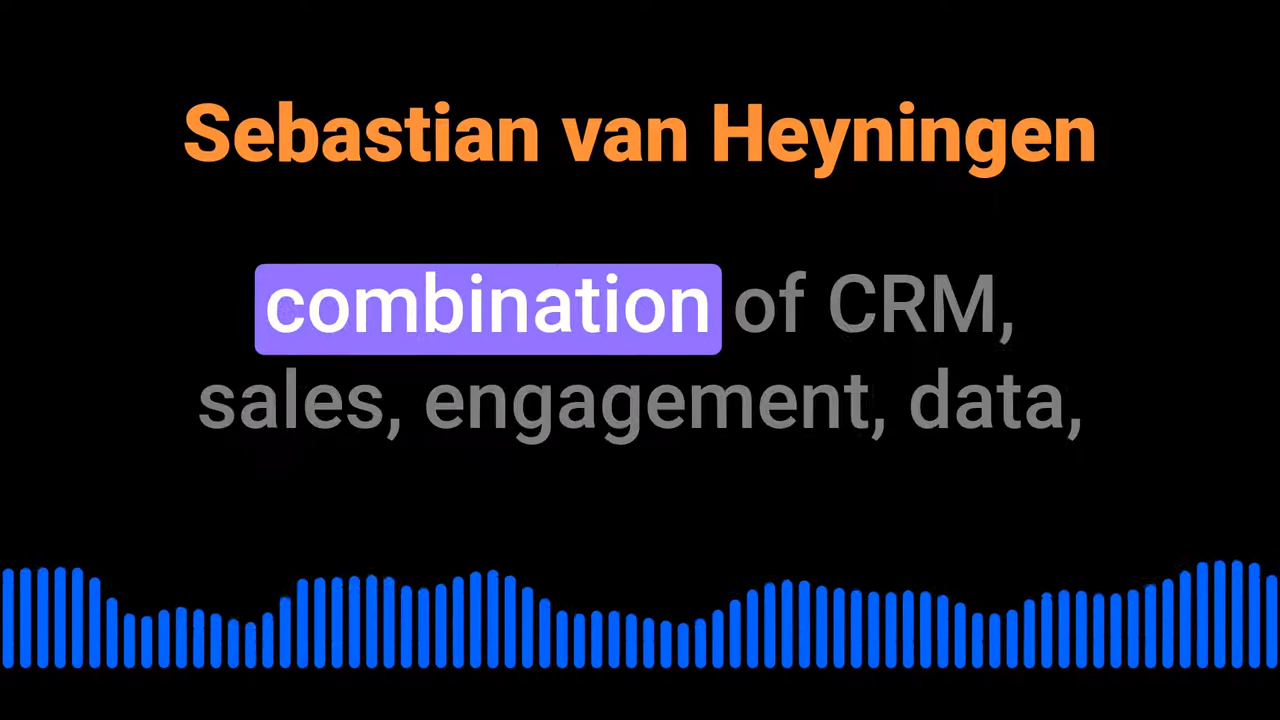 Sebastian van Heyningen
combination of CRM,
sales, engagement, data,